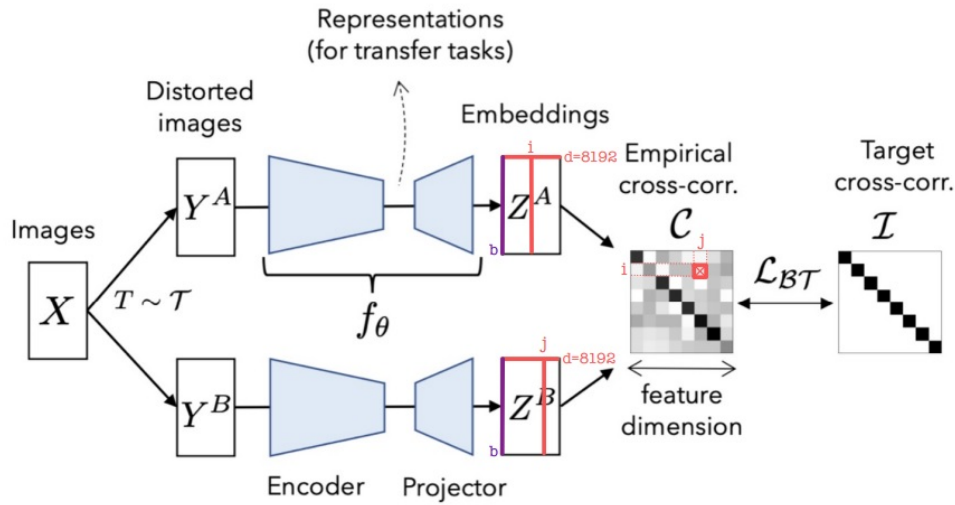 Representations
(for transfer tasks)
Distorted
images
Embeddings
i
d=8192
Empirical
cross-corr.
Target
cross-corr.
Y^A
Z^A
C
I
Images
b
j
i
X
T ~ T
f_θ
L_BT
j
d=8192
Y^B
Z^B
feature
dimension
b
Encoder
Projector